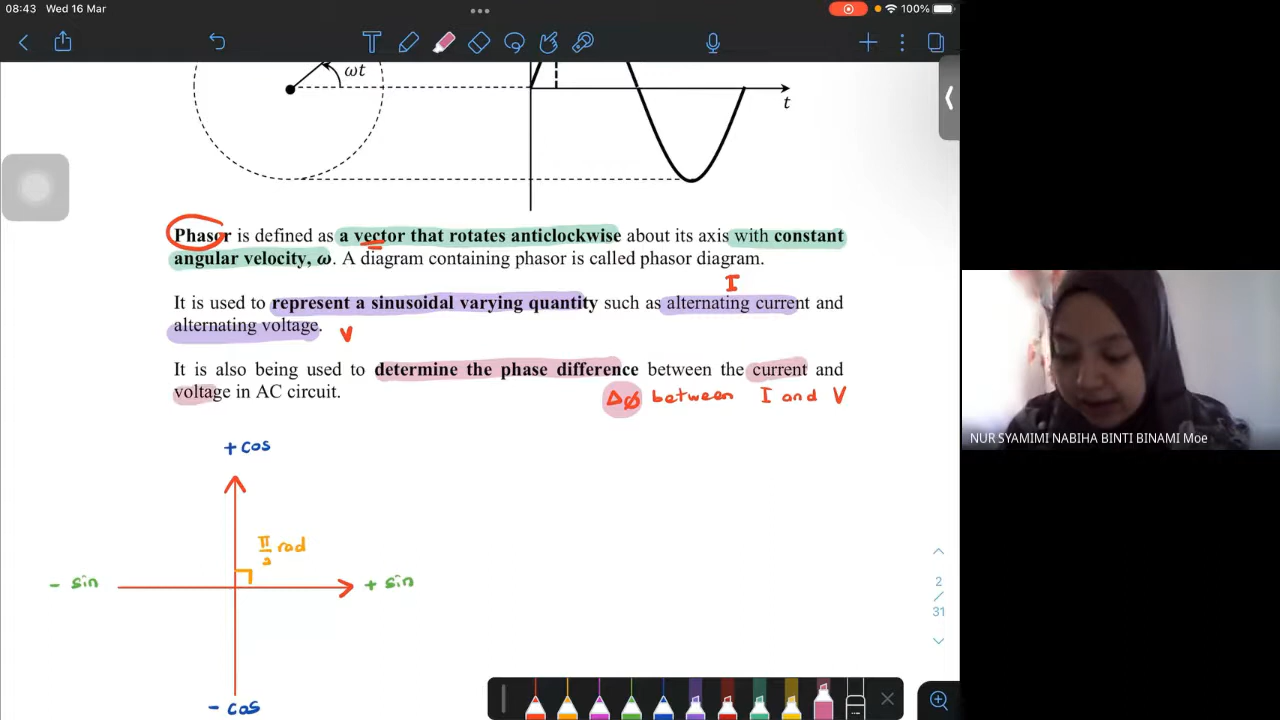 08:43 Wed 16 Mar
100%
T
ωt
t
Phasor is defined as a vector that rotates anticlockwise about its axis with constant
angular velocity, ω. A diagram containing phasor is called phasor diagram.
I
It is used to represent a sinusoidal varying quantity such as alternating current and
alternating voltage.
V
It is also being used to determine the phase difference between the current and
voltage in AC circuit.
Δø between I and V
NUR SYAMIMI NABIHA BINTI BINAMI Moe
+ cos
π/2 rad
- sin
+ sin
- cos
2
/
31